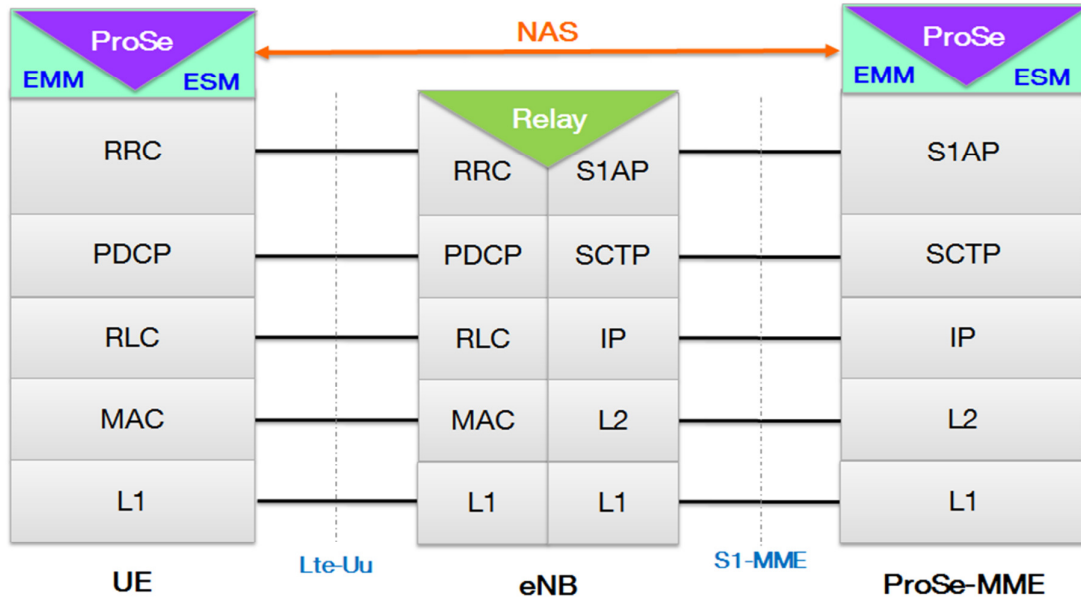 ProSe
NAS
ProSe
EMM
ESM
EMM
ESM
Relay
RRC
RRC
S1AP
S1AP
PDCP
PDCP
SCTP
SCTP
RLC
RLC
IP
IP
MAC
MAC
L2
L2
L1
L1
L1
L1
Lte-Uu
S1-MME
UE
eNB
ProSe-MME